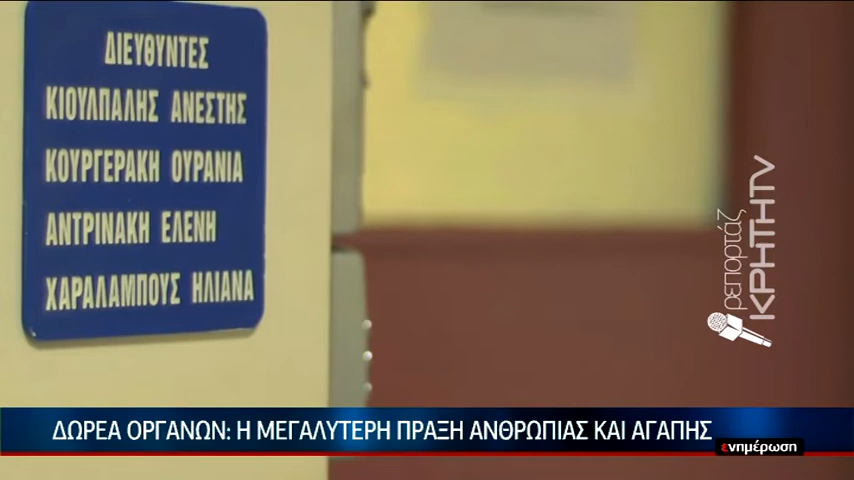 ΔΙΕΥΘΥΝΤΕΣ
ΚΙΟΥΛΠΑΛΗΣ ΑΝΕΣΤΗΣ
ΚΟΥΡΓΕΡΑΚΗ ΟΥΡΑΝΙΑ
ΑΝΤΡΙΝΑΚΗ ΕΛΕΝΗ
ΧΑΡΑΛΑΜΠΟΥΣ ΗΛΙΑΝΑ
ρεπορτάζ
ΚΡΗΤΗTV
ΔΩΡΕΑ ΟΡΓΑΝΩΝ: Η ΜΕΓΑΛΥΤΕΡΗ ΠΡΑΞΗ ΑΝΘΡΩΠΙΑΣ ΚΑΙ ΑΓΑΠΗΣ
ενημέρωση